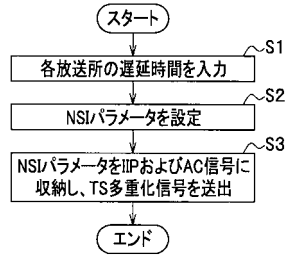 スタート
S1
各放送所の遅延時間を入力
S2
NSIパラメータを設定
S3
NSIパラメータをIIPおよびAC信号に
収納し、TS多重化信号を送出
エンド